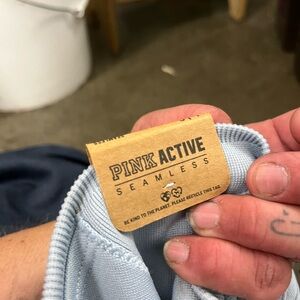 PINK ACTIVE
SEAMLESS
BE KIND TO THE PLANET. PLEASE RECYCLE THIS TAG.